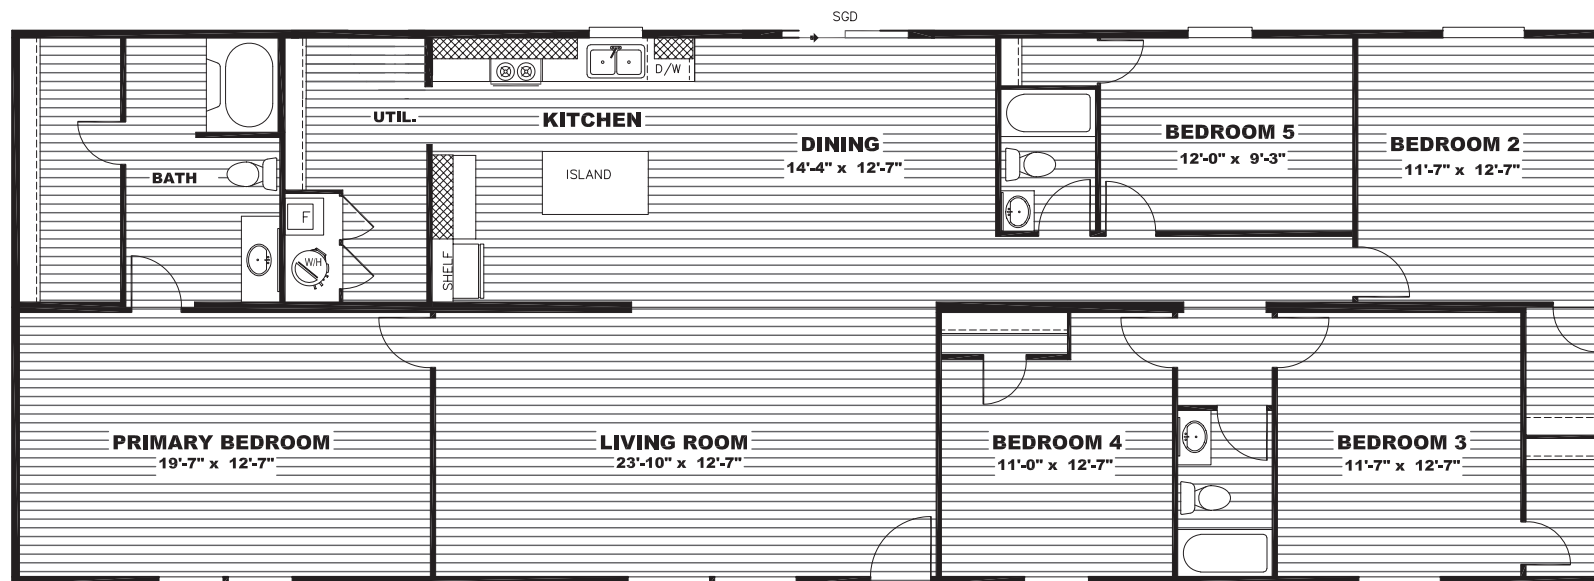 SGD
D/W
UTIL.
KITCHEN
DINING
14'-4" x 12'-7"
BEDROOM 5
12'-0" x 9'-3"
BEDROOM 2
11'-7" x 12'-7"
BATH
ISLAND
F
W/H
SHELF
PRIMARY BEDROOM
19'-7" x 12'-7"
LIVING ROOM
23'-10" x 12'-7"
BEDROOM 4
11'-0" x 12'-7"
BEDROOM 3
11'-7" x 12'-7"